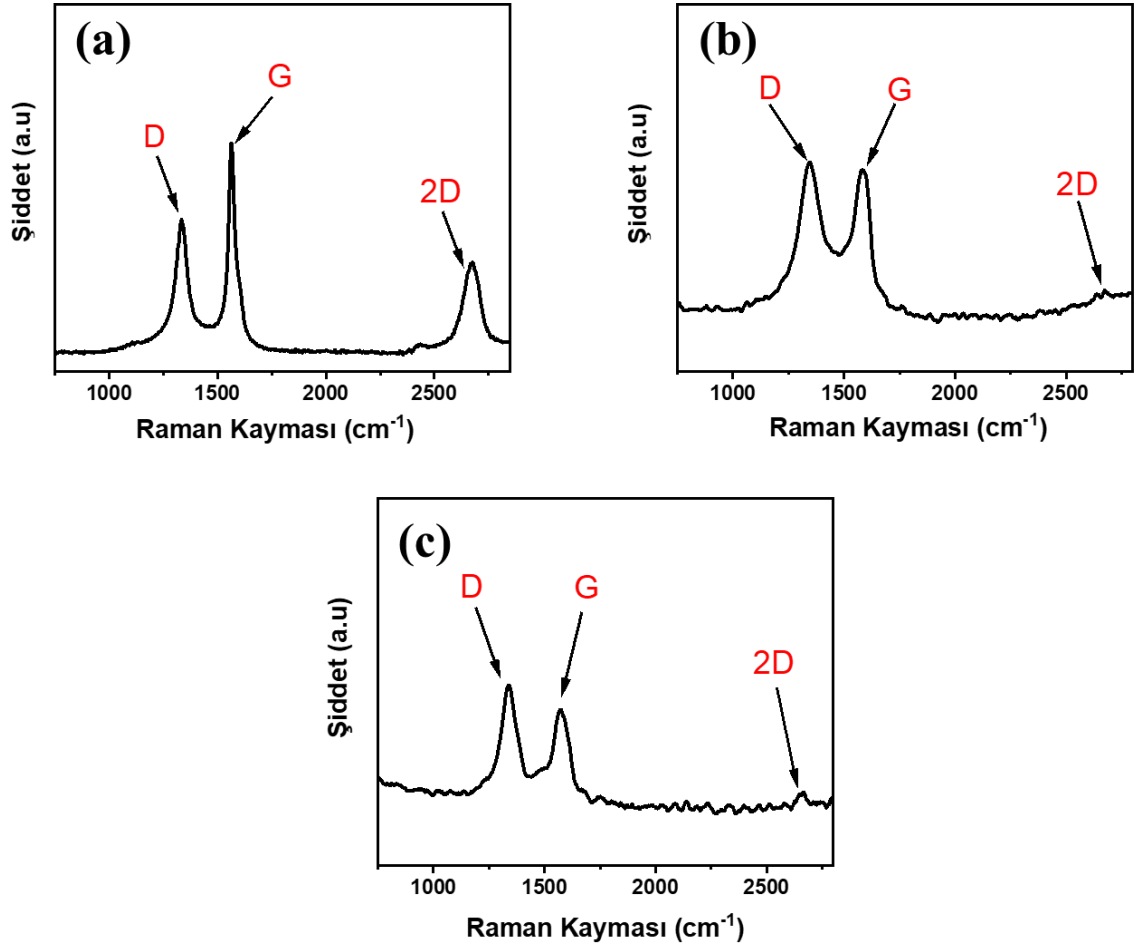 (a)
G
D
2D
Şiddet (a.u)
1000 1500 2000 2500
Raman Kayması (cm-1)
(b)
D
G
2D
Şiddet (a.u)
1000 1500 2000 2500
Raman Kayması (cm-1)
(c)
D
G
2D
Şiddet (a.u)
1000 1500 2000 2500
Raman Kayması (cm-1)